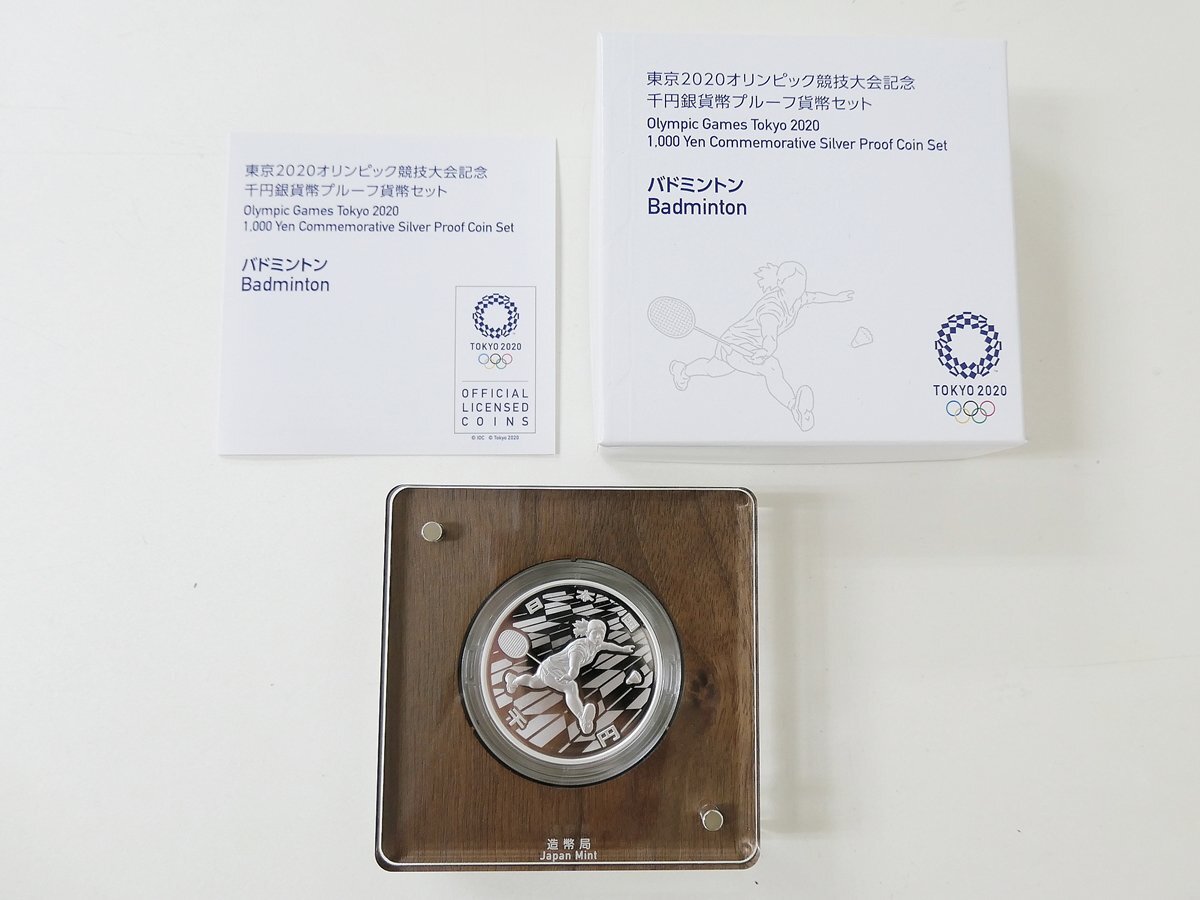 東京2020オリンピック競技大会記念
千円銀貨幣プルーフ貨幣セット
Olympic Games Tokyo 2020
1,000 Yen Commemorative Silver Proof Coin Set
バドミントン
Badminton
TOKYO 2020
OFFICIAL
LICENSED
COINS
© IOC © Tokyo 2020
東京2020オリンピック競技大会記念
千円銀貨幣プルーフ貨幣セット
Olympic Games Tokyo 2020
1,000 Yen Commemorative Silver Proof Coin Set
バドミントン
Badminton
TOKYO 2020
日本国
千円
造幣局
Japan Mint